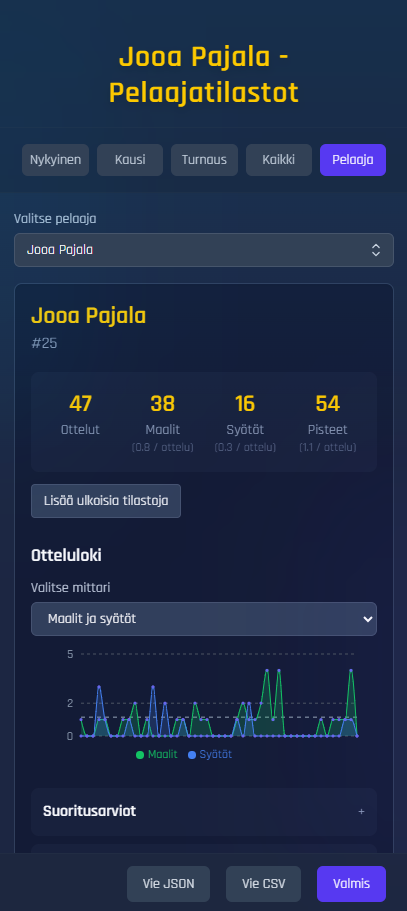 Jooa Pajala -
Pelaajatilastot
Nykyinen Kausi Turnaus Kaikki Pelaaja
Valitse pelaaja
Jooa Pajala
Jooa Pajala
#25
47 38 16 54
Ottelut Maalit Syötöt Pisteet
(0.8 / ottelu) (0.3 / ottelu) (1.1 / ottelu)
Lisää ulkoisia tilastoja
Otteluloki
Valitse mittari
Maalit ja syötöt
5
2
0
Maalit Syötöt
Suoritusarviot +
Vie JSON Vie CSV Valmis